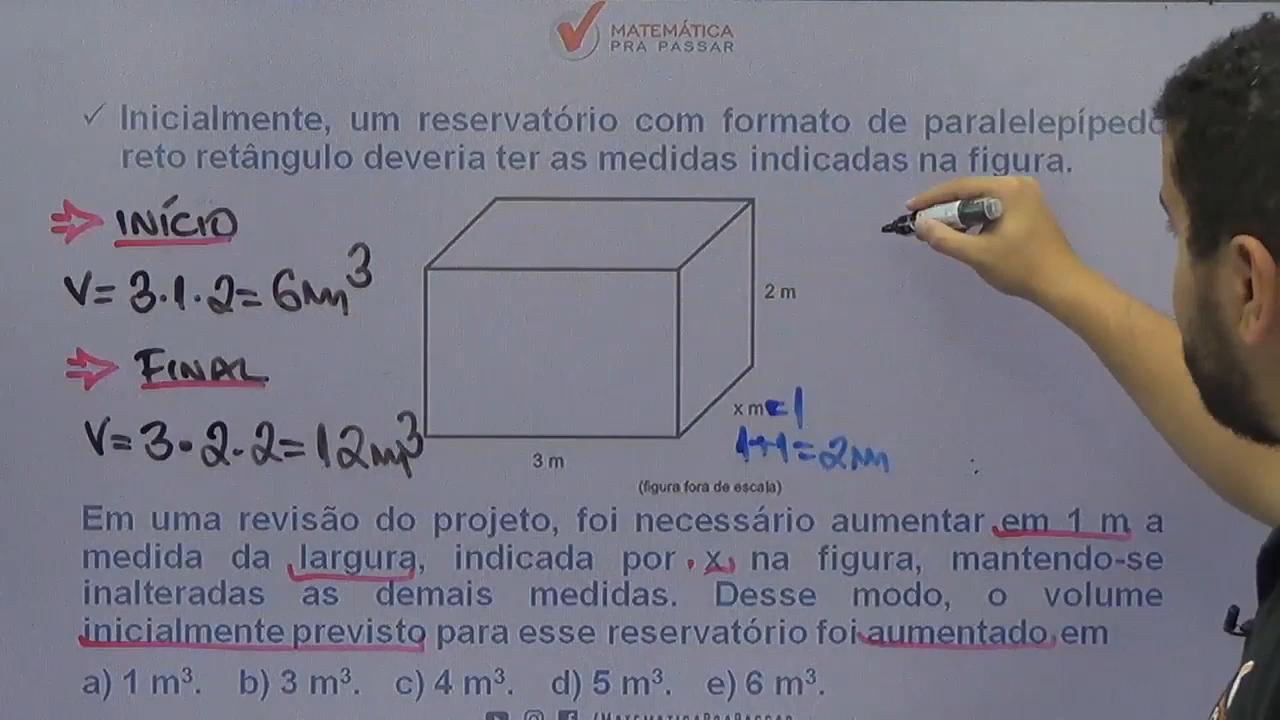 MATEMÁTICA
PRA PASSAR
✓ Inicialmente, um reservatório com formato de paralelepípedo
reto retângulo deveria ter as medidas indicadas na figura.
⇒ INÍCIO
V = 3·1·2 = 6m³
2 m
⇒ FINAL
V = 3·2·2 = 12m³
x m = 1
1+1=2m
3 m
(figura fora de escala)
Em uma revisão do projeto, foi necessário aumentar em 1 m a
medida da largura, indicada por x, na figura, mantendo-se
inalteradas as demais medidas. Desse modo, o volume
inicialmente previsto para esse reservatório foi aumentado em
a) 1 m³. b) 3 m³. c) 4 m³. d) 5 m³. e) 6 m³.
/MATEMATICAPRAPASSAR